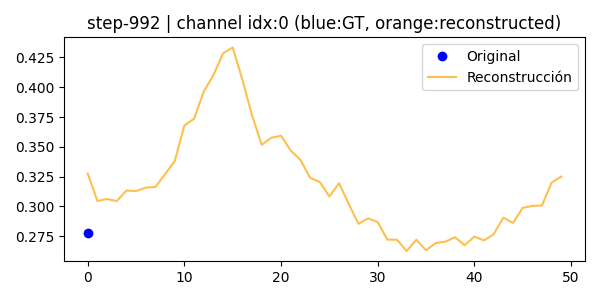 step-992 | channel idx:0 (blue:GT, orange:reconstructed)
Original
Reconstrucción
0.425
0.400
0.375
0.350
0.325
0.300
0.275
0 10 20 30 40 50